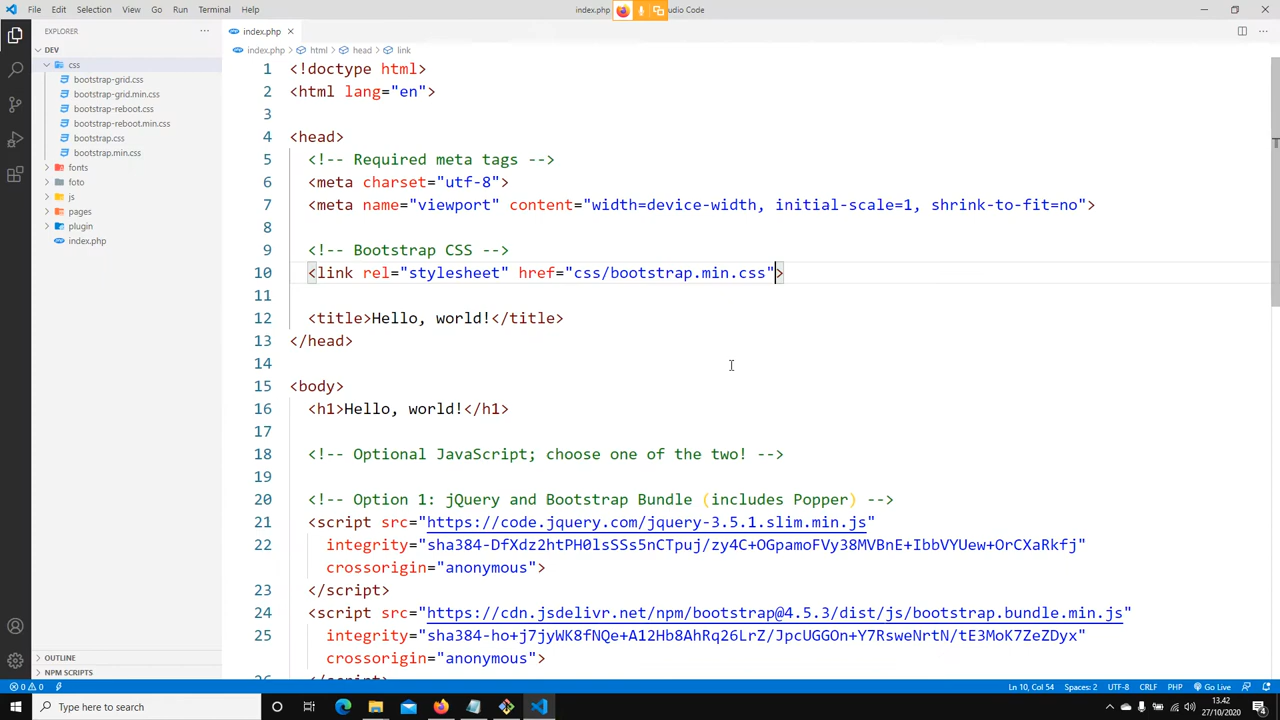 File Edit Selection View Go Run Terminal Help
index.php
udio Code
EXPLORER
index.php
DEV
index.php html head link
css
bootstrap-grid.css
bootstrap-grid.min.css
bootstrap-reboot.css
bootstrap-reboot.min.css
bootstrap.css
bootstrap.min.css
fonts
foto
js
pages
plugin
index.php
OUTLINE
NPM SCRIPTS
1 <!doctype html>
2 <html lang="en">
3
4 <head>
5 <!-- Required meta tags -->
6 <meta charset="utf-8">
7 <meta name="viewport" content="width=device-width, initial-scale=1, shrink-to-fit=no">
8
9 <!-- Bootstrap CSS -->
10 <link rel="stylesheet" href="css/bootstrap.min.css">
11
12 <title>Hello, world!</title>
13 </head>
14
15 <body>
16 <h1>Hello, world!</h1>
17
18 <!-- Optional JavaScript; choose one of the two! -->
19
20 <!-- Option 1: jQuery and Bootstrap Bundle (includes Popper) -->
21 <script src="https://code.jquery.com/jquery-3.5.1.slim.min.js"
22 integrity="sha384-DfXdz2htPH0lsSSs5nCTpuj/zy4C+OGpamoFVy38MVBnE+IbbVYUew+OrCXaRkfj"
crossorigin="anonymous">
23 </script>
24 <script src="https://cdn.jsdelivr.net/npm/bootstrap@4.5.3/dist/js/bootstrap.bundle.min.js"
25 integrity="sha384-ho+j7jyWK8fNQe+A12Hb8AhRq26LrZ/JpcUGGOn+Y7RsweNrtN/tE3MoK7ZeZDyx"
crossorigin="anonymous">
0 0
Ln 10, Col 54 Spaces: 2 UTF-8 CRLF PHP Go Live
Type here to search
13.42
27/10/2020
4